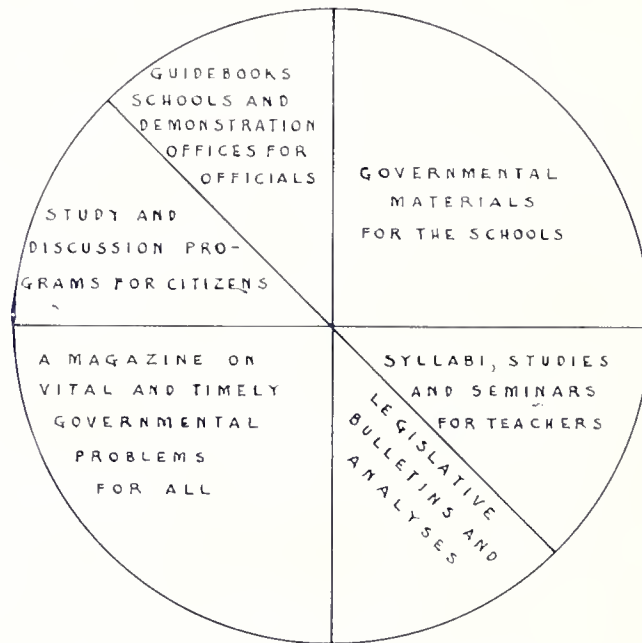 GUIDEBOOKS
SCHOOLS AND
DEMONSTRATION
OFFICES FOR
OFFICIALS
GOVERNMENTAL
MATERIALS
FOR THE SCHOOLS
STUDY AND
DISCUSSION PRO-
GRAMS FOR CITIZENS
A MAGAZINE ON
VITAL AND TIMELY
GOVERNMENTAL
PROBLEMS
FOR ALL
SYLLABI, STUDIES
AND SEMINARS
FOR TEACHERS
LEGISLATIVE
BULLETINS AND
ANALYSES